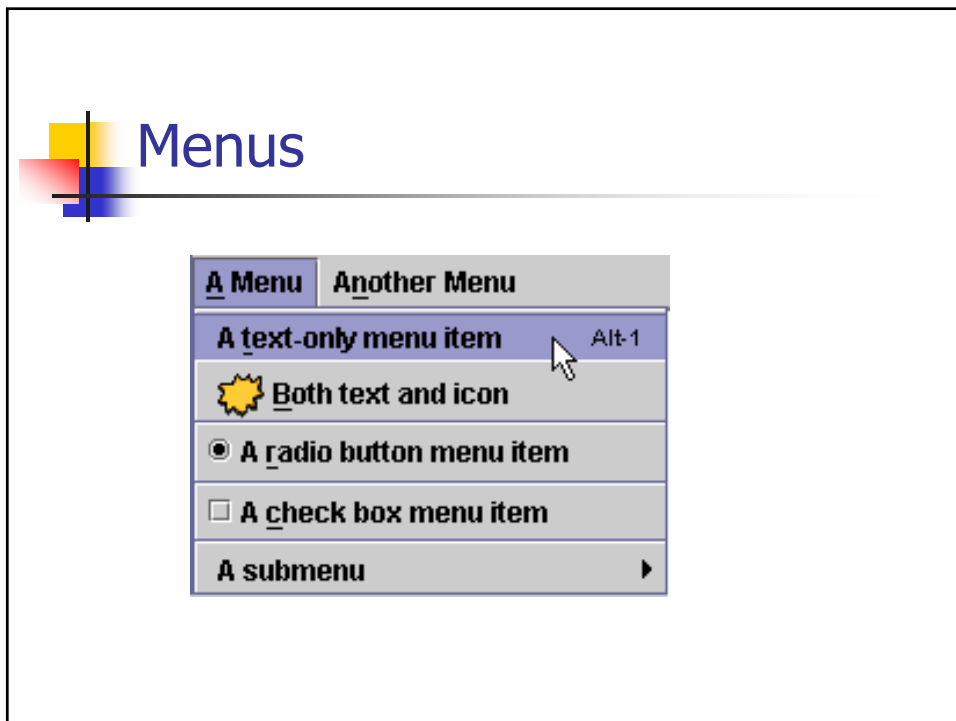 Menus
A Menu Another Menu
A text-only menu item Alt-1
Both text and icon
A radio button menu item
A check box menu item
A submenu